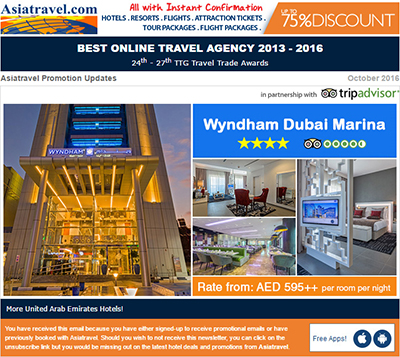 Asiatravel.com
All with Instant Confirmation
HOTELS . RESORTS . FLIGHTS . ATTRACTION TICKETS .
TOUR PACKAGES . FLIGHT PACKAGES .
UP TO
75% DISCOUNT
BEST ONLINE TRAVEL AGENCY 2013 - 2016
24th - 27th TTG Travel Trade Awards
Asiatravel Promotion Updates
October 2016
in partnership with tripadvisor
Wyndham Dubai Marina
WYNDHAM
Rate from: AED 595++ per room per night
More United Arab Emirates Hotels!
You have received this email because you have either signed-up to receive promotional emails or have
previously booked with Asiatravel. Should you wish to not receive this newsletter, you can click on the
unsubscribe link but you would be missing out on the latest hotel deals and promotions from Asiatravel.
Free Apps!